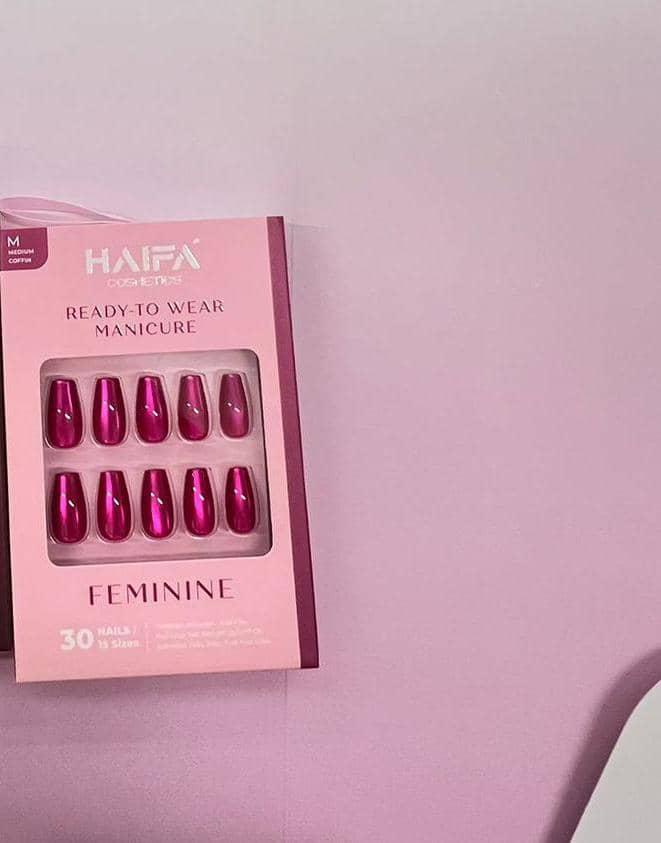 M
MEDIUM
COFFIN
HAIFA
COSMETICS
READY-TO WEAR
MANICURE
FEMININE
30 NAILS /
15 Sizes